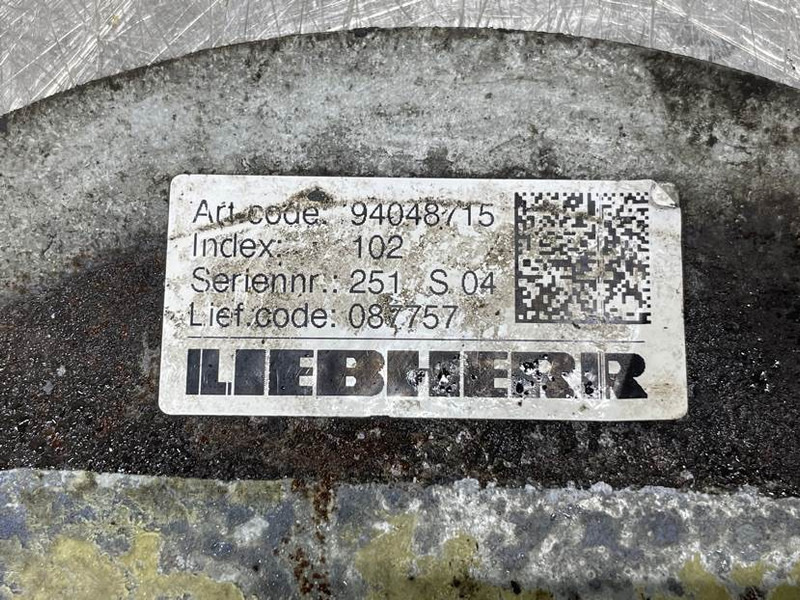 Art.code: 94048715
Index: 102
Seriennr.: 251 S 04
Lief.code: 087757
LIEBHERR